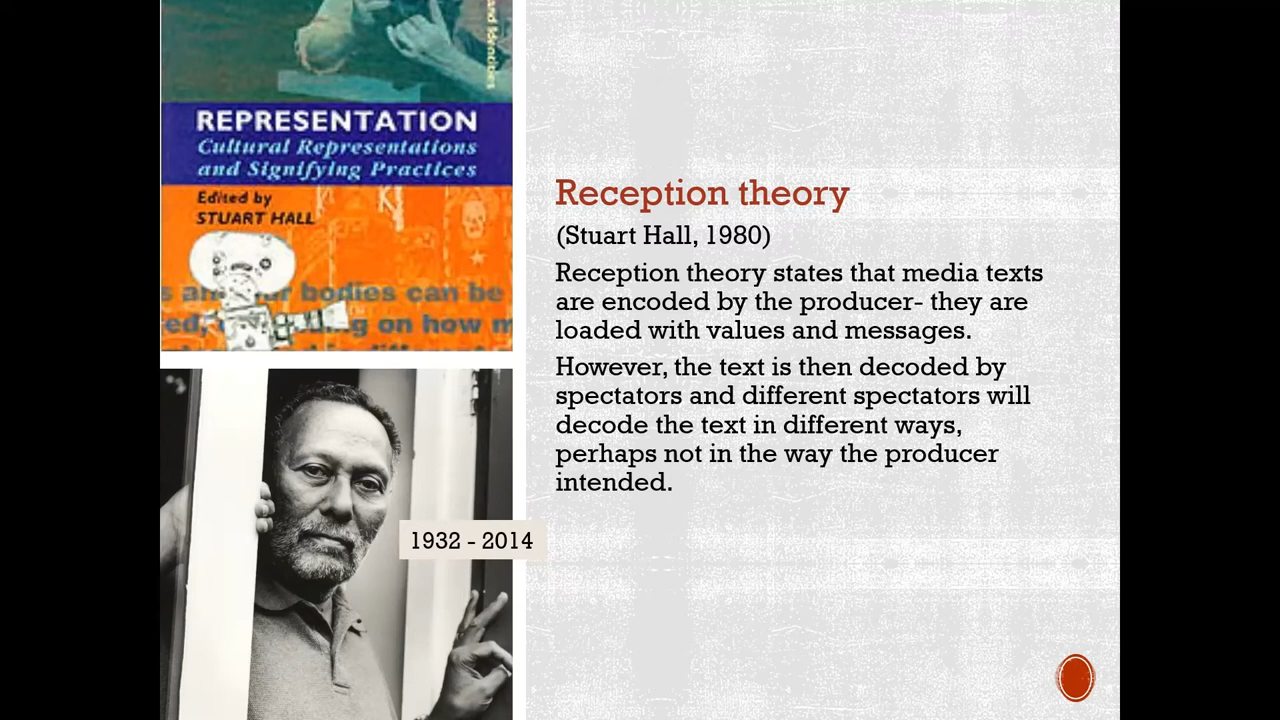 and Identities
REPRESENTATION
Cultural Representations
and Signifying Practices
Edited by
STUART HALL
bodies can be
ed,
on how
1932 - 2014
Reception theory
(Stuart Hall, 1980)
Reception theory states that media texts
are encoded by the producer- they are
loaded with values and messages.
However, the text is then decoded by
spectators and different spectators will
decode the text in different ways,
perhaps not in the way the producer
intended.